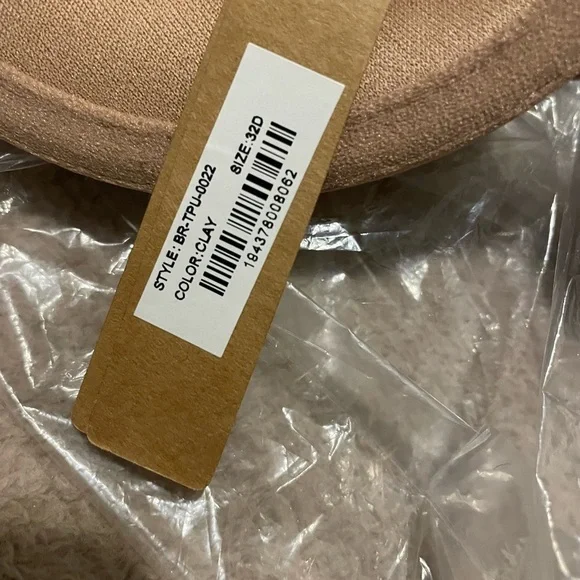 STYLE: BR-TPU-0022
COLOR: CLAY SIZE: 32D
194378008062